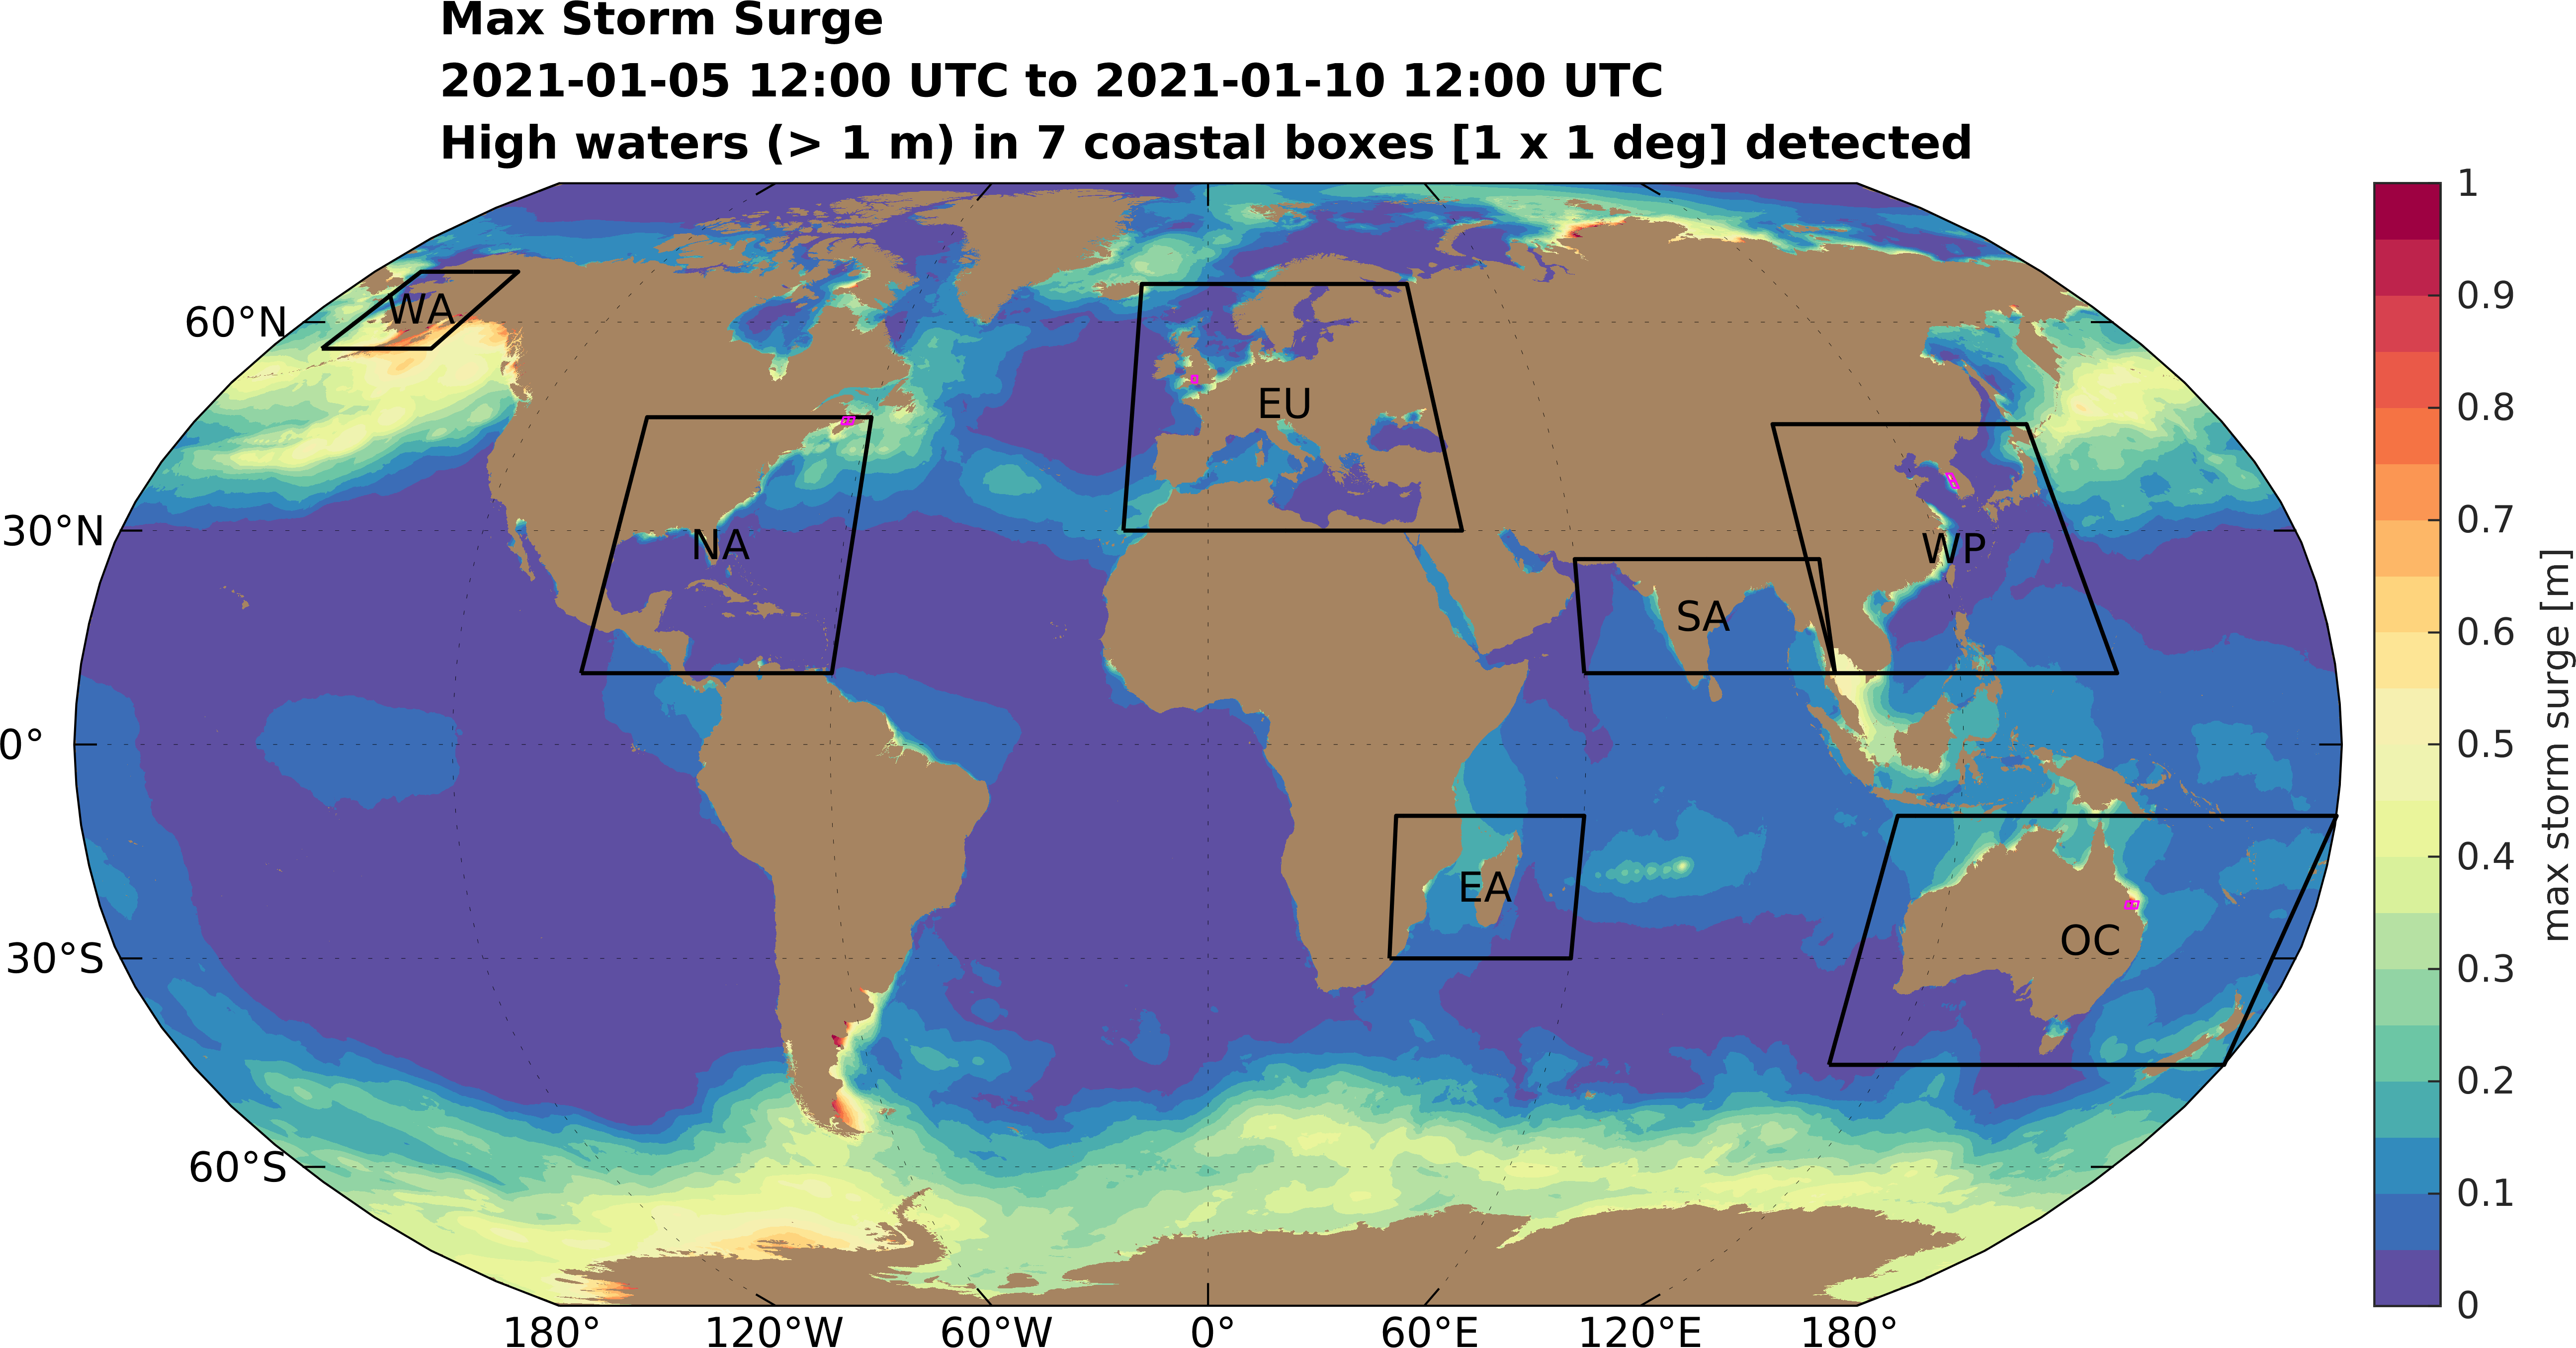 Max Storm Surge
2021-01-05 12:00 UTC to 2021-01-10 12:00 UTC
High waters (> 1 m) in 7 coastal boxes [1 x 1 deg] detected
60°N
30°N
0°
30°S
60°S
WA
NA
EU
WP
SA
EA
OC
180°
120°W
60°W
0°
60°E
120°E
180°
1
0.9
0.8
0.7
0.6
0.5
0.4
0.3
0.2
0.1
0
max storm surge [m]